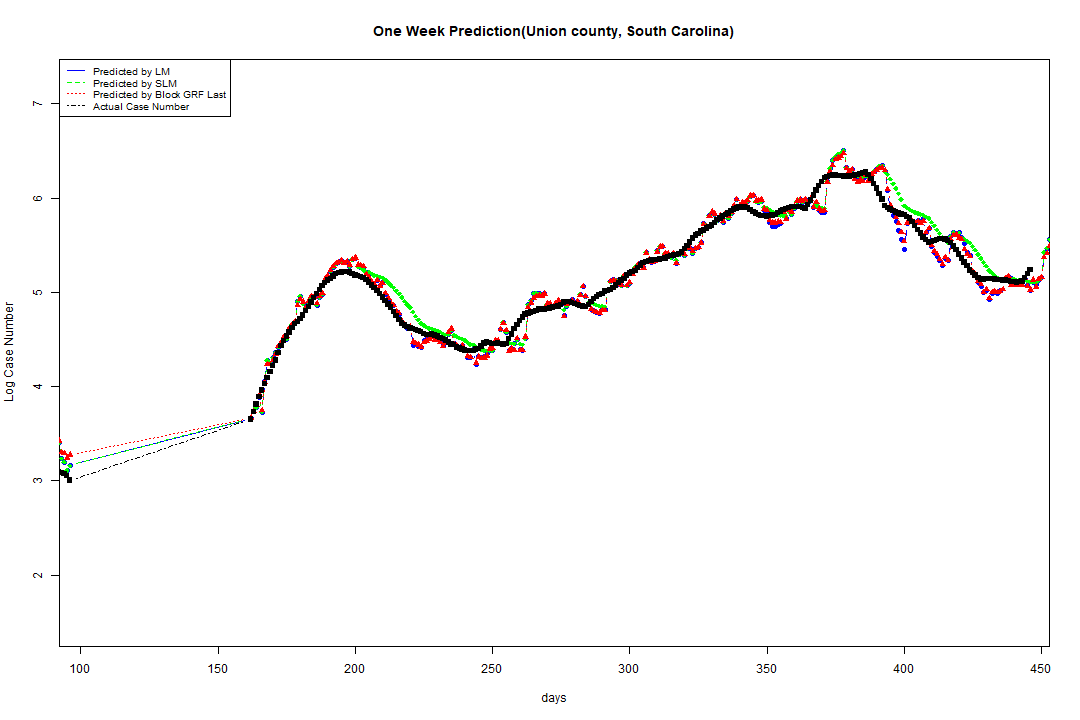 One Week Prediction(Union county, South Carolina)
Predicted by LM
Predicted by SLM
Predicted by Block GRF Last
Actual Case Number
Log Case Number
7
6
5
4
3
2
100 150 200 250 300 350 400 450
days